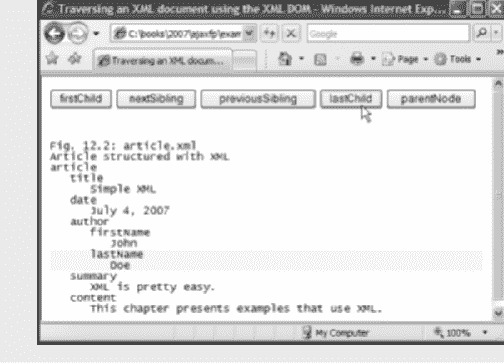 Traversing an XML document using the XML DOM - Windows Internet Exp...
C:\books\2007\ajaxfp\exam
Google
Traversing an XML docum...
Page
Tools
firstChild
nextSibling
previousSibling
lastChild
parentNode
Fig. 12.2: article.xml
Article structured with XML
article
title
Simple XML
date
July 4, 2007
author
firstName
John
lastName
Doe
summary
XML is pretty easy.
content
This chapter presents examples that use XML.
My Computer
100%